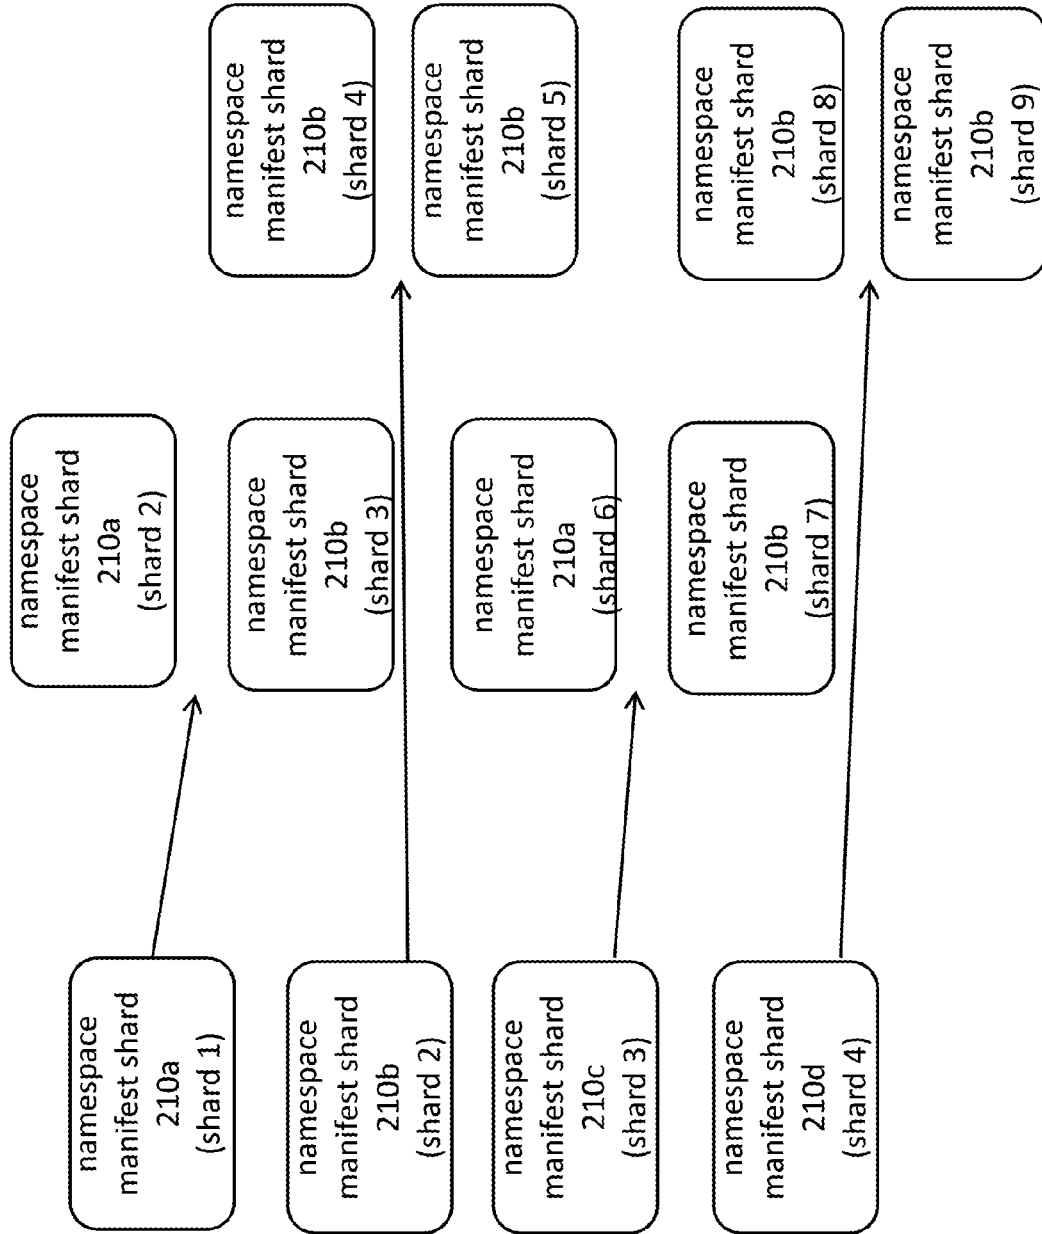 namespace
manifest shard
210a
(shard 1)
namespace
manifest shard
210b
(shard 2)
namespace
manifest shard
210c
(shard 3)
namespace
manifest shard
210d
(shard 4)
namespace
manifest shard
210a
(shard 2)
namespace
manifest shard
210b
(shard 3)
namespace
manifest shard
210a
(shard 6)
namespace
manifest shard
210b
(shard 7)
namespace
manifest shard
210b
(shard 4)
namespace
manifest shard
210b
(shard 5)
namespace
manifest shard
210b
(shard 8)
namespace
manifest shard
210b
(shard 9)